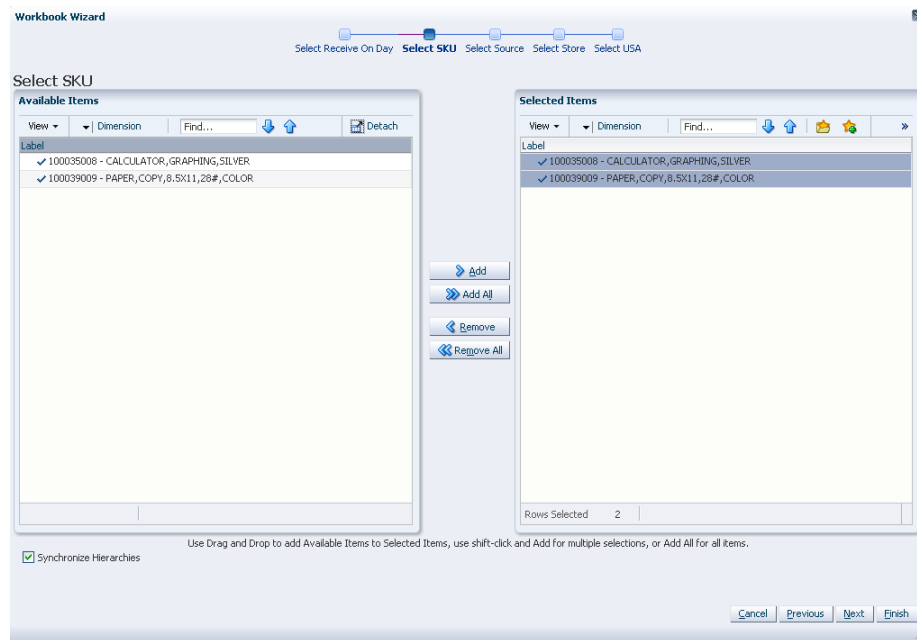 Workbook Wizard
Select Receive On Day Select SKU Select Source Select Store Select USA
Select SKU
Available Items
View Dimension Find... Detach
Label
100035008 - CALCULATOR,GRAPHING,SILVER
100039009 - PAPER,COPY,8.5X11,28#,COLOR
Add
Add All
Remove
Remove All
Selected Items
View Dimension Find... »
Label
100035008 - CALCULATOR,GRAPHING,SILVER
100039009 - PAPER,COPY,8.5X11,28#,COLOR
Rows Selected 2
Use Drag and Drop to add Available Items to Selected Items, use shift-click and Add for multiple selections, or Add All for all items.
Synchronize Hierarchies
Cancel Previous Next Finish